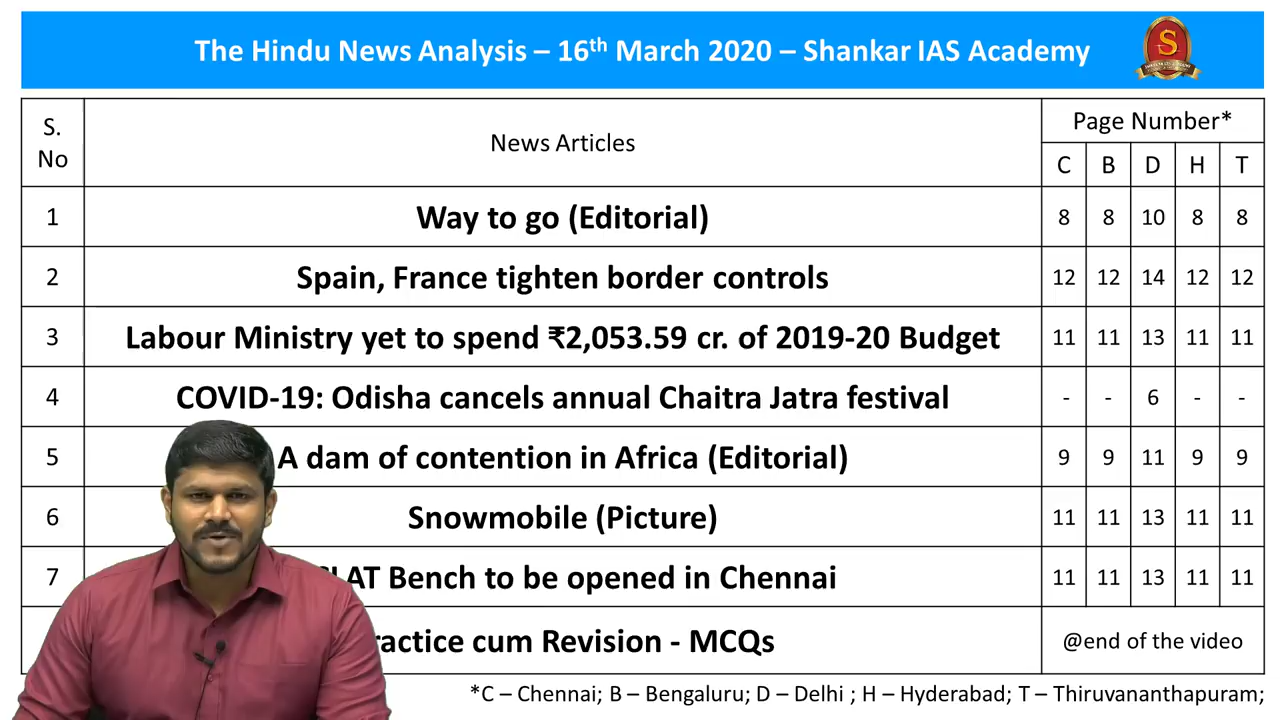 The Hindu News Analysis – 16th March 2020 – Shankar IAS Academy
S
S. No News Articles Page Number*
C B D H T
1 Way to go (Editorial) 8 8 10 8 8
2 Spain, France tighten border controls 12 12 14 12 12
3 Labour Ministry yet to spend ₹2,053.59 cr. of 2019-20 Budget 11 11 13 11 11
4 COVID-19: Odisha cancels annual Chaitra Jatra festival - - 6 - -
5 A dam of contention in Africa (Editorial) 9 9 11 9 9
6 Snowmobile (Picture) 11 11 13 11 11
7 Bench to be opened in Chennai 11 11 13 11 11
cum Revision - MCQs @end of the video
*C – Chennai; B – Bengaluru; D – Delhi ; H – Hyderabad; T – Thiruvananthapuram;